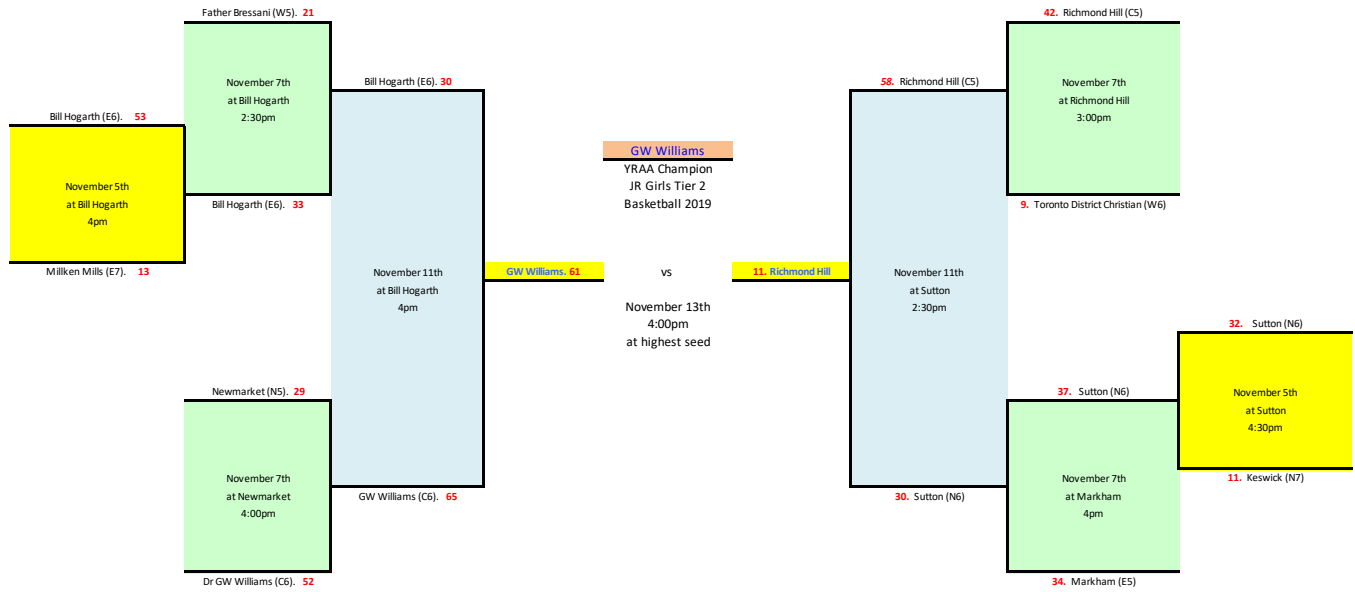 Father Bressani (W5). 21
November 7th
at Bill Hogarth
2:30pm
Bill Hogarth (E6). 33
Bill Hogarth (E6). 53
November 5th
at Bill Hogarth
4pm
Millken Mills (E7). 13
Bill Hogarth (E6). 30
November 11th
at Bill Hogarth
4pm
GW Williams (C6). 65
Newmarket (N5). 29
November 7th
at Newmarket
4:00pm
Dr GW Williams (C6). 52
GW Williams
YRAA Champion
JR Girls Tier 2
Basketball 2019
GW Williams. 61
vs
11. Richmond Hill
November 13th
4:00pm
at highest seed
58. Richmond Hill (C5)
November 11th
at Sutton
2:30pm
30. Sutton (N6)
42. Richmond Hill (C5)
November 7th
at Richmond Hill
3:00pm
9. Toronto District Christian (W6)
37. Sutton (N6)
November 7th
at Markham
4pm
34. Markham (E5)
32. Sutton (N6)
November 5th
at Sutton
4:30pm
11. Keswick (N7)